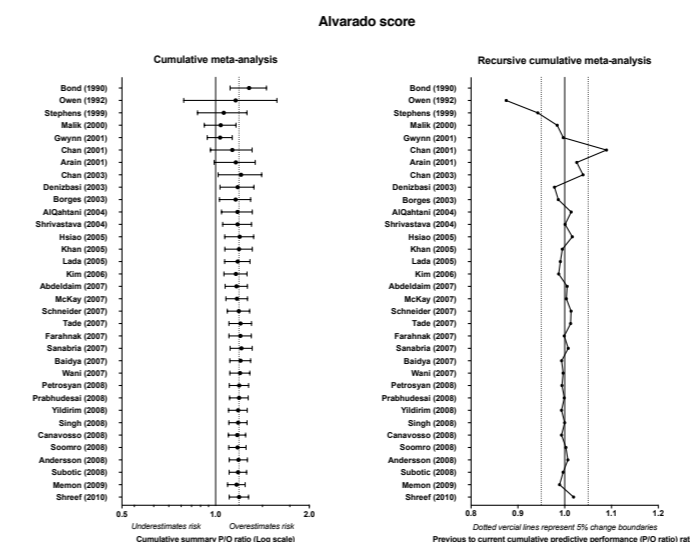 Alvarado score
Cumulative meta-analysis
Bond (1990)
Owen (1992)
Stephens (1999)
Malik (2000)
Gwynn (2001)
Chan (2001)
Arain (2001)
Chan (2003)
Denizbasi (2003)
Borges (2003)
AlQahtani (2004)
Shrivastava (2004)
Hsiao (2005)
Khan (2005)
Lada (2005)
Kim (2006)
Abdeldaim (2007)
McKay (2007)
Schneider (2007)
Tade (2007)
Farahnak (2007)
Sanabria (2007)
Baidya (2007)
Wani (2007)
Petrosyan (2008)
Prabhudesai (2008)
Yildirim (2008)
Singh (2008)
Canavosso (2008)
Soomro (2008)
Andersson (2008)
Subotic (2008)
Memon (2009)
Shreef (2010)
0.5 1.0 2.0
Underestimates risk Overestimates risk
Cumulative summary P/O ratio (Log scale)
Recursive cumulative meta-analysis
Bond (1990)
Owen (1992)
Stephens (1999)
Malik (2000)
Gwynn (2001)
Chan (2001)
Arain (2001)
Chan (2003)
Denizbasi (2003)
Borges (2003)
AlQahtani (2004)
Shrivastava (2004)
Hsiao (2005)
Khan (2005)
Lada (2005)
Kim (2006)
Abdeldaim (2007)
McKay (2007)
Schneider (2007)
Tade (2007)
Farahnak (2007)
Sanabria (2007)
Baidya (2007)
Wani (2007)
Petrosyan (2008)
Prabhudesai (2008)
Yildirim (2008)
Singh (2008)
Canavosso (2008)
Soomro (2008)
Andersson (2008)
Subotic (2008)
Memon (2009)
Shreef (2010)
0.8 0.9 1.0 1.1 1.2
Dotted vercial lines represent 5% change boundaries
Previous to current cumulative predictive performance (P/O ratio) rat